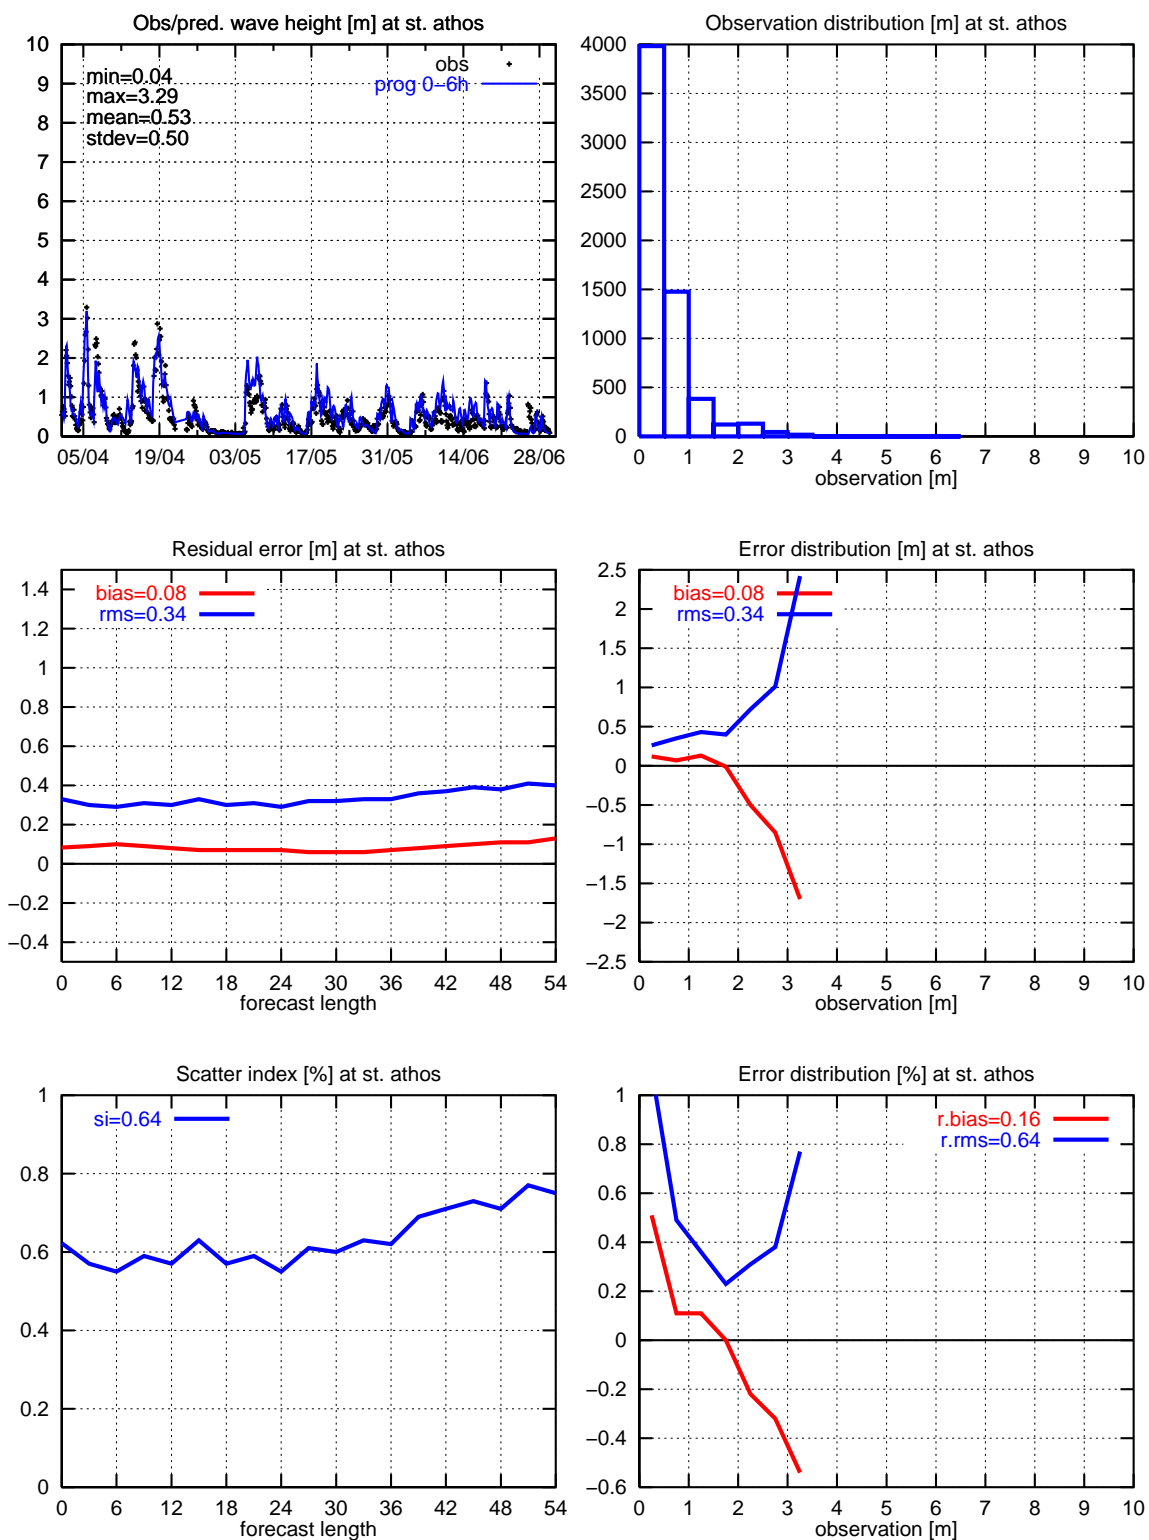 Obs/pred. wave height [m] at st. athos
10
9
8
7
6
5
4
3
2
1
0
min=0.04
max=3.29
mean=0.53
stdev=0.50
obs
prog 0−6h
05/04 19/04 03/05 17/05 31/05 14/06 28/06
Observation distribution [m] at st. athos
4000
3500
3000
2500
2000
1500
1000
500
0
0 1 2 3 4 5 6 7 8 9 10
observation [m]
Residual error [m] at st. athos
bias=0.08
rms=0.34
1.4
1.2
1
0.8
0.6
0.4
0.2
0
−0.2
−0.4
0 6 12 18 24 30 36 42 48 54
forecast length
Error distribution [m] at st. athos
bias=0.08
rms=0.34
2.5
2
1.5
1
0.5
0
−0.5
−1
−1.5
−2
−2.5
0 1 2 3 4 5 6 7 8 9 10
observation [m]
Scatter index [%] at st. athos
si=0.64
1
0.8
0.6
0.4
0.2
0
0 6 12 18 24 30 36 42 48 54
forecast length
Error distribution [%] at st. athos
r.bias=0.16
r.rms=0.64
1
0.8
0.6
0.4
0.2
0
−0.2
−0.4
−0.6
0 1 2 3 4 5 6 7 8 9 10
observation [m]